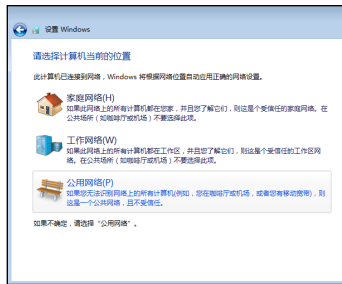 设置 Windows
请选择计算机当前的位置
此计算机已连接到网络，Windows 将根据网络位置自动应用正确的网络设置。
家庭网络(H)
如果此网络上的所有计算机都在您家，并且您了解它们，则这是个受信任的家庭网络。在
公共场所（如咖啡厅或机场）不要选择此项。
工作网络(W)
如果此网络上的所有计算机都在工作区，并且您了解它们，则这是个受信任的工作区网
络。在公共场所（如咖啡厅或机场）不要选择此项。
公用网络(P)
如果您无法识别网络上的所有计算机(例如，您在咖啡厅或机场，或者您有移动宽带)，则
这是一个公共网络，且不受信任。
如果不确定，请选择“公用网络”。